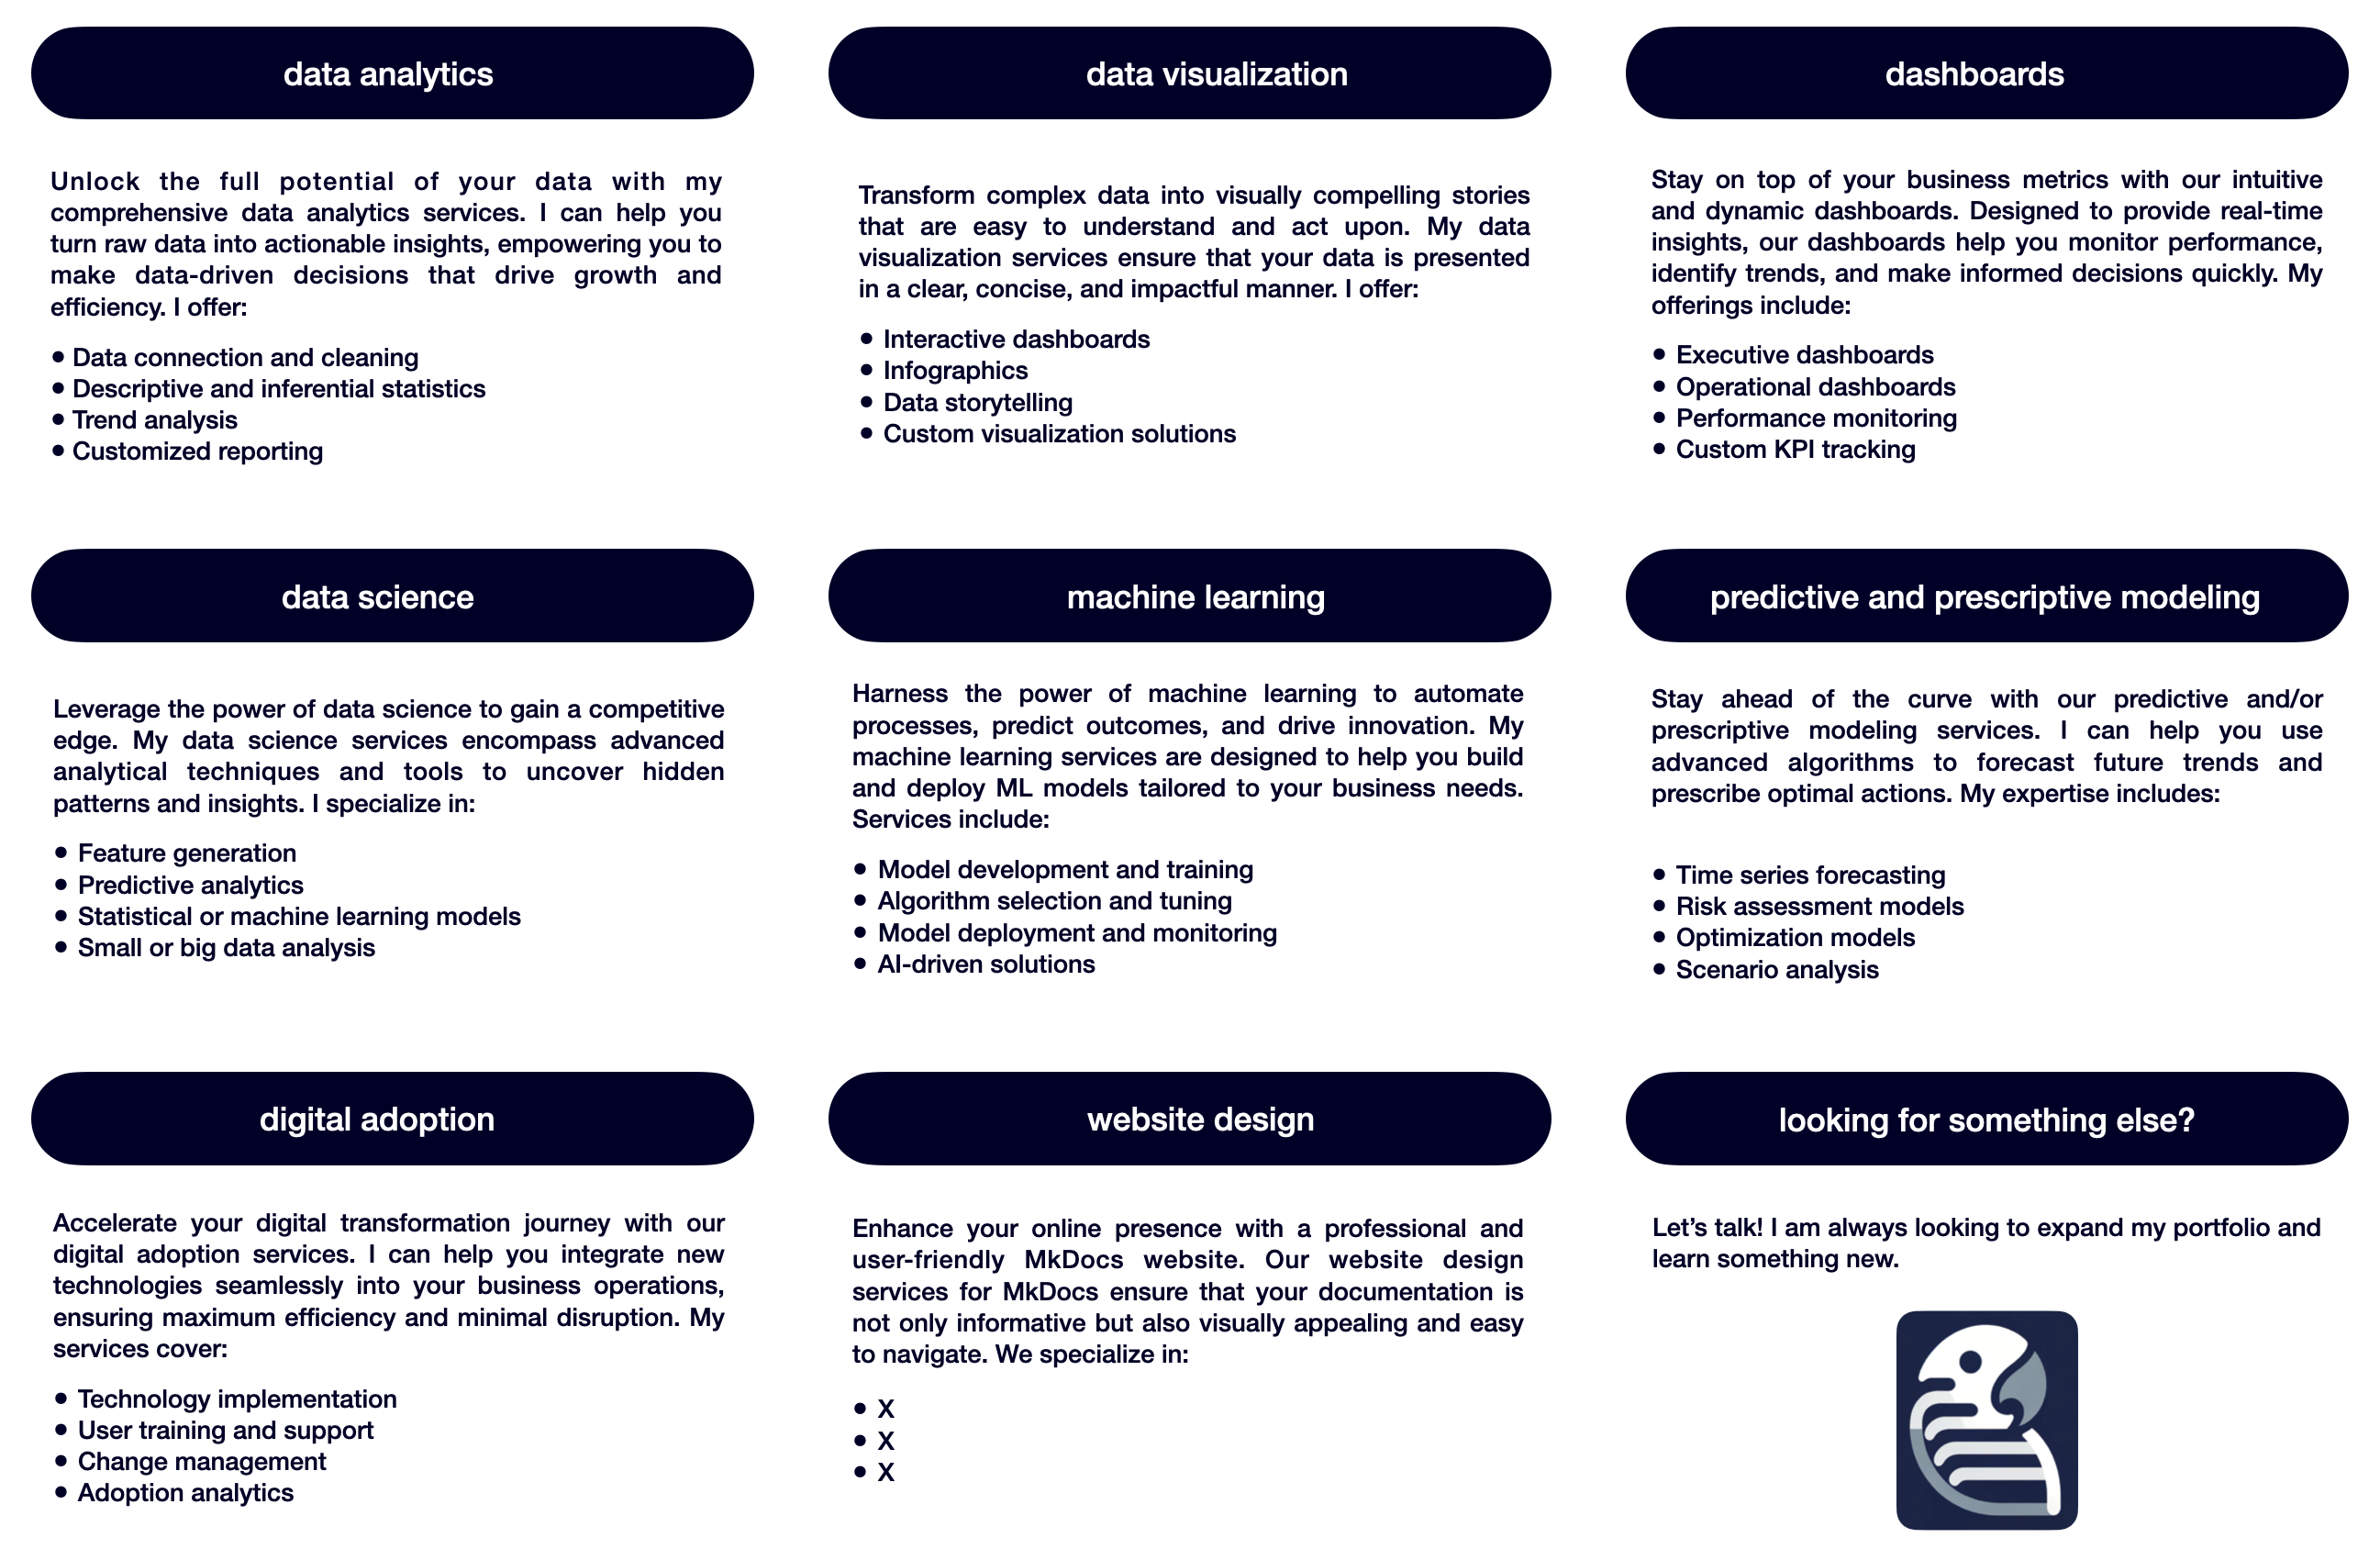 data analytics
Unlock the full potential of your data with my
comprehensive data analytics services. I can help you
turn raw data into actionable insights, empowering you to
make data-driven decisions that drive growth and
efficiency. I offer:
• Data connection and cleaning
• Descriptive and inferential statistics
• Trend analysis
• Customized reporting
data visualization
Transform complex data into visually compelling stories
that are easy to understand and act upon. My data
visualization services ensure that your data is presented
in a clear, concise, and impactful manner. I offer:
• Interactive dashboards
• Infographics
• Data storytelling
• Custom visualization solutions
dashboards
Stay on top of your business metrics with our intuitive
and dynamic dashboards. Designed to provide real-time
insights, our dashboards help you monitor performance,
identify trends, and make informed decisions quickly. My
offerings include:
• Executive dashboards
• Operational dashboards
• Performance monitoring
• Custom KPI tracking
data science
Leverage the power of data science to gain a competitive
edge. My data science services encompass advanced
analytical techniques and tools to uncover hidden
patterns and insights. I specialize in:
• Feature generation
• Predictive analytics
• Statistical or machine learning models
• Small or big data analysis
machine learning
Harness the power of machine learning to automate
processes, predict outcomes, and drive innovation. My
machine learning services are designed to help you build
and deploy ML models tailored to your business needs.
Services include:
• Model development and training
• Algorithm selection and tuning
• Model deployment and monitoring
• AI-driven solutions
predictive and prescriptive modeling
Stay ahead of the curve with our predictive and/or
prescriptive modeling services. I can help you use
advanced algorithms to forecast future trends and
prescribe optimal actions. My expertise includes:
• Time series forecasting
• Risk assessment models
• Optimization models
• Scenario analysis
digital adoption
Accelerate your digital transformation journey with our
digital adoption services. I can help you integrate new
technologies seamlessly into your business operations,
ensuring maximum efficiency and minimal disruption. My
services cover:
• Technology implementation
• User training and support
• Change management
• Adoption analytics
website design
Enhance your online presence with a professional and
user-friendly MkDocs website. Our website design
services for MkDocs ensure that your documentation is
not only informative but also visually appealing and easy
to navigate. We specialize in:
• X
• X
• X
looking for something else?
Let’s talk! I am always looking to expand my portfolio and
learn something new.